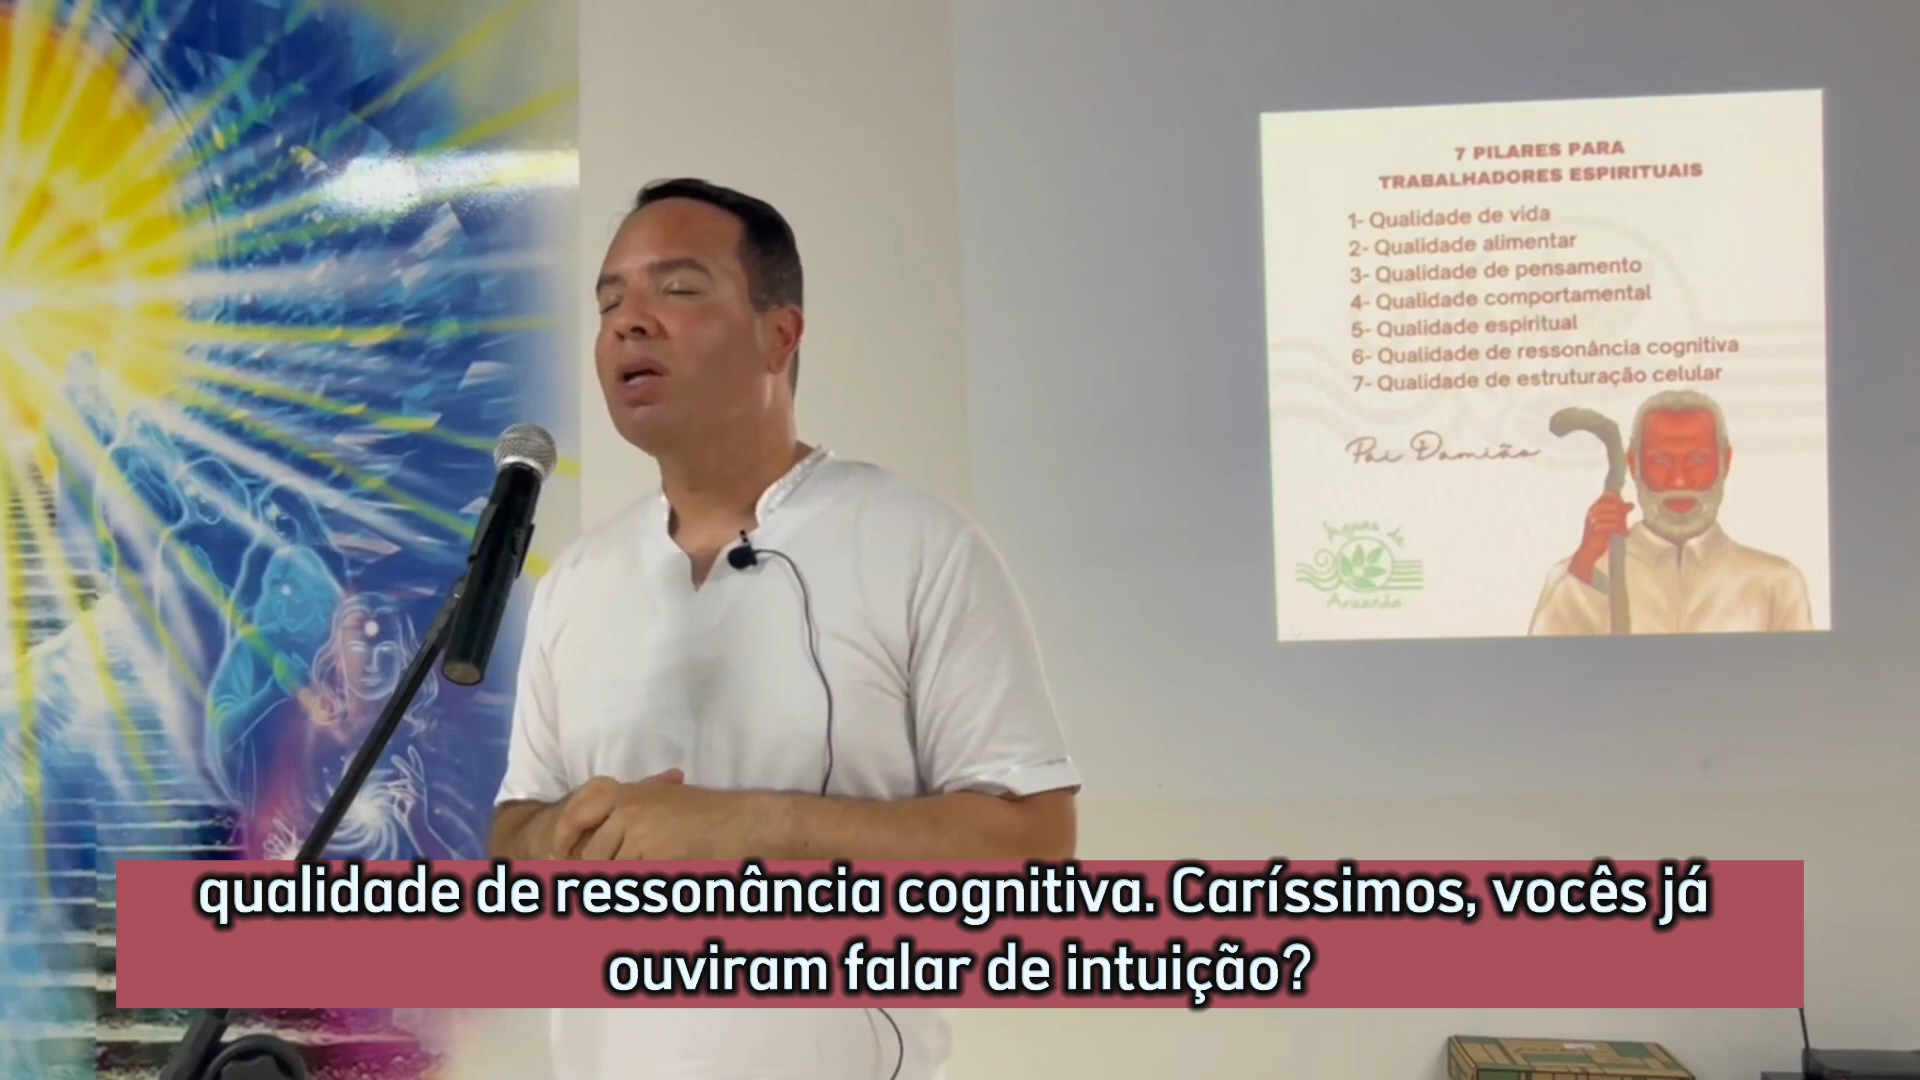 7 PILARES PARA
TRABALHADORES ESPIRITUAIS
1- Qualidade de vida
2- Qualidade alimentar
3- Qualidade de pensamento
4- Qualidade comportamental
5- Qualidade espiritual
6- Qualidade de ressonância cognitiva
7- Qualidade de estruturação celular
Pai Damião
Águas de
Aruanda
qualidade de ressonância cognitiva. Caríssimos, vocês já
ouviram falar de intuição?